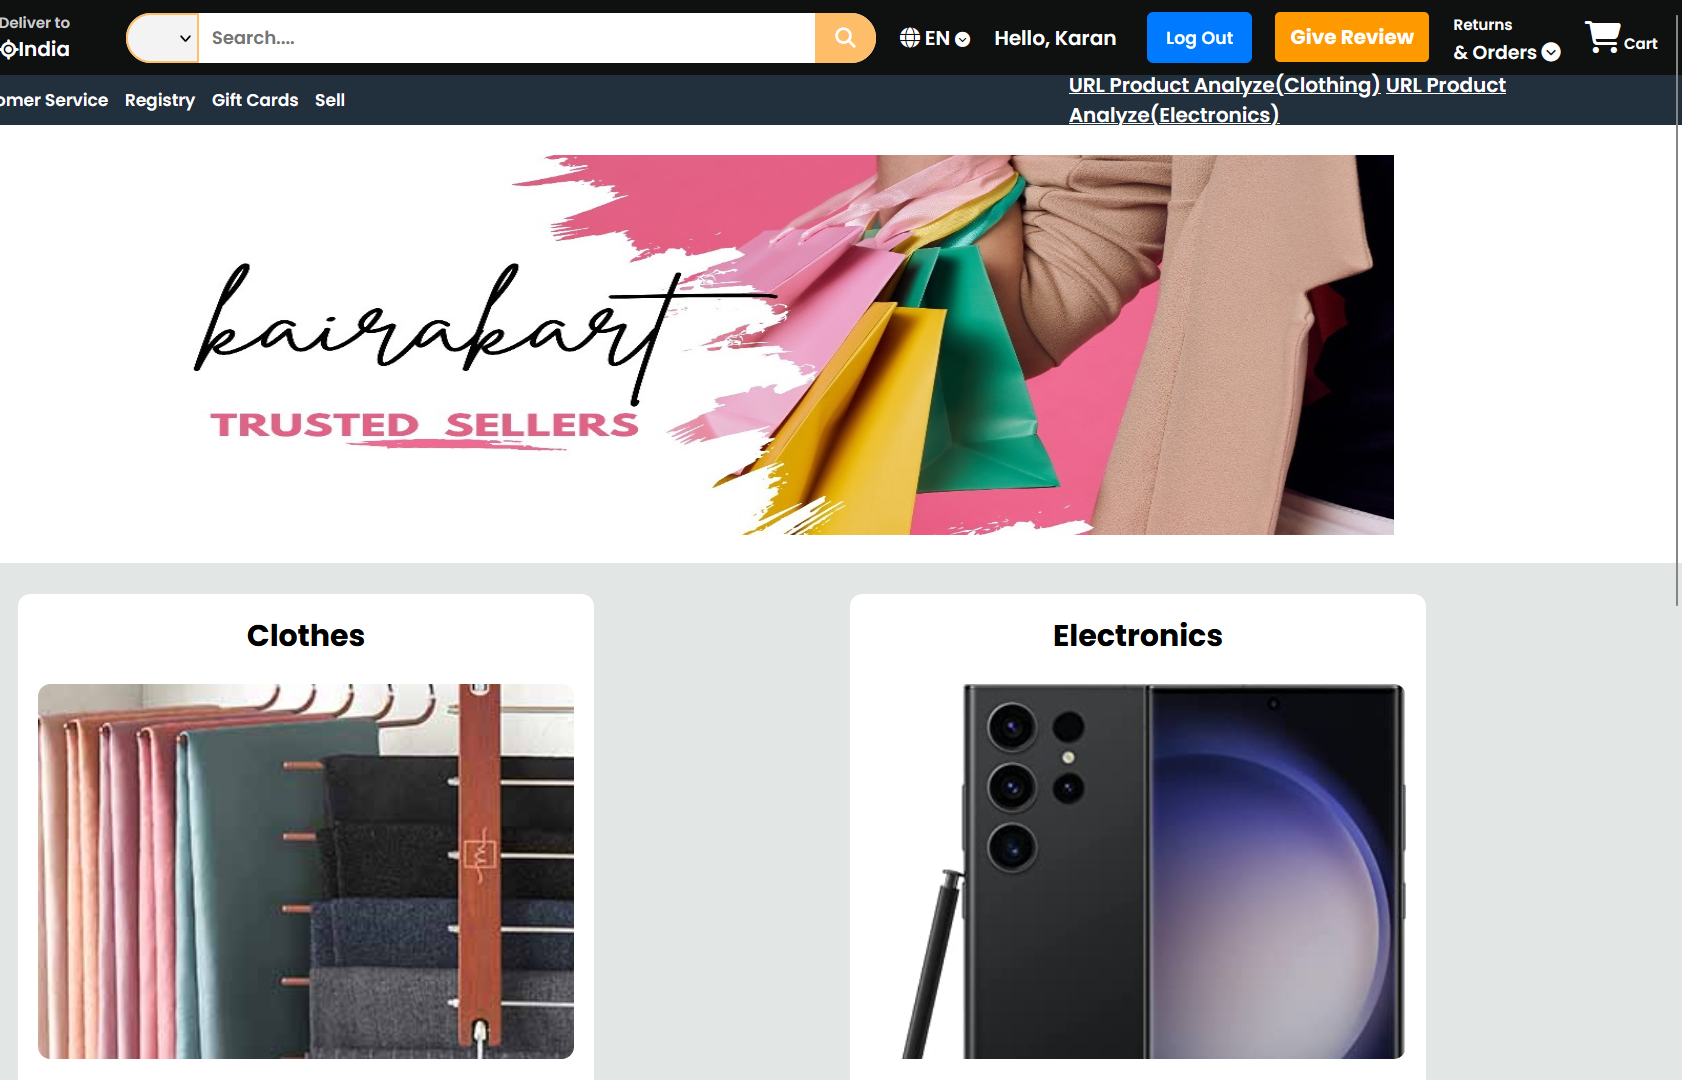 Deliver to
India
Search....
EN
Hello, Karan
Log Out
Give Review
Returns
& Orders
Cart
omer Service
Registry
Gift Cards
Sell
URL Product Analyze(Clothing) URL Product
Analyze(Electronics)
kairakart
TRUSTED SELLERS
Clothes
Electronics